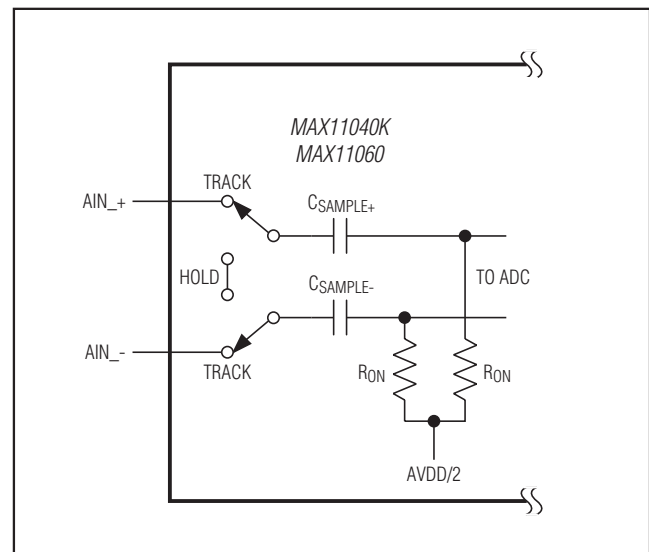 MAX11040K
MAX11060
TRACK
AIN_+
CSAMPLE+
HOLD
TO ADC
CSAMPLE-
AIN_-
TRACK
RON
RON
AVDD/2